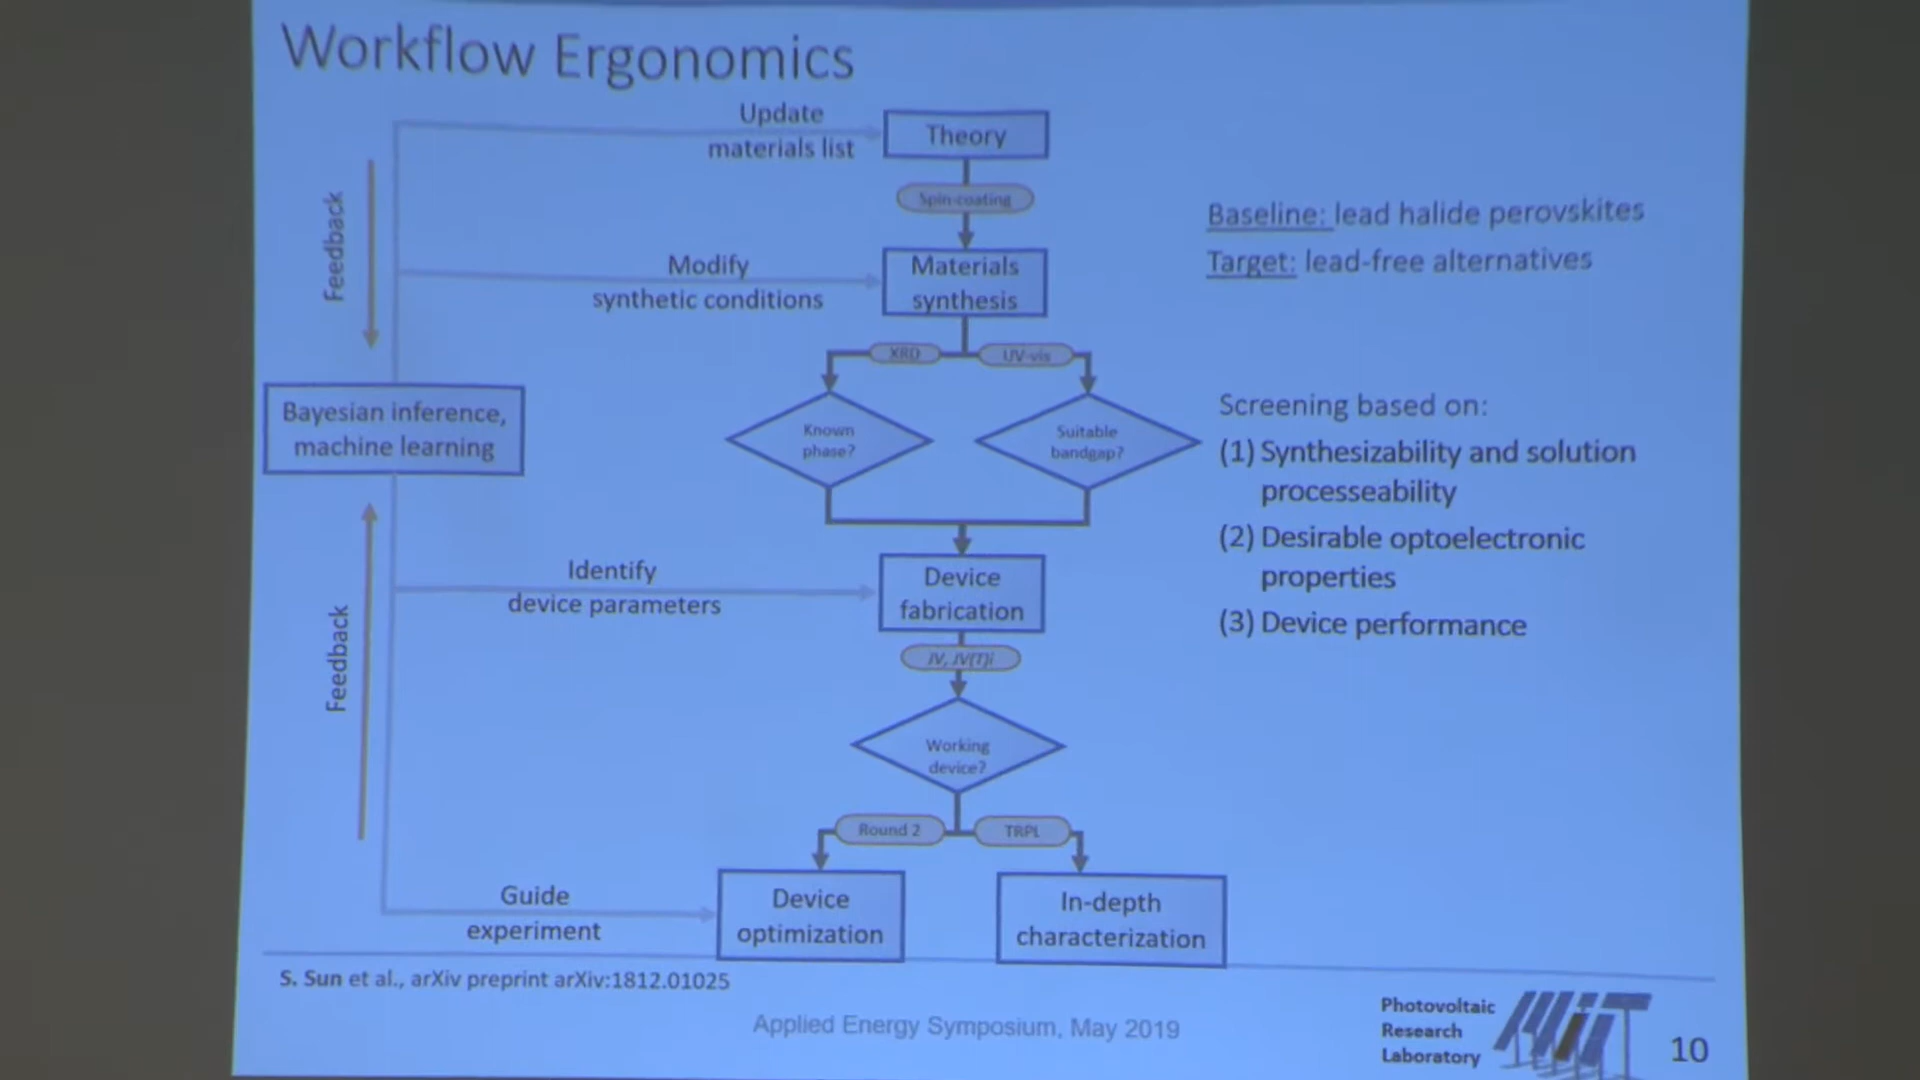 Workflow Ergonomics
Update
materials list
Theory
Spin-coating
Feedback
Modify
synthetic conditions
Materials
synthesis
Baseline: lead halide perovskites
Target: lead-free alternatives
XRD
UV-vis
Bayesian inference,
machine learning
Known
phase?
Suitable
bandgap?
Screening based on:
(1) Synthesizability and solution
processeability
(2) Desirable optoelectronic
properties
(3) Device performance
Identify
device parameters
Device
fabrication
Feedback
JV, JV(T)i
Working
device?
Round 2
TRPL
Guide
experiment
Device
optimization
In-depth
characterization
S. Sun et al., arXiv preprint arXiv:1812.01025
Applied Energy Symposium, May 2019
Photovoltaic
Research
Laboratory
MIT
10